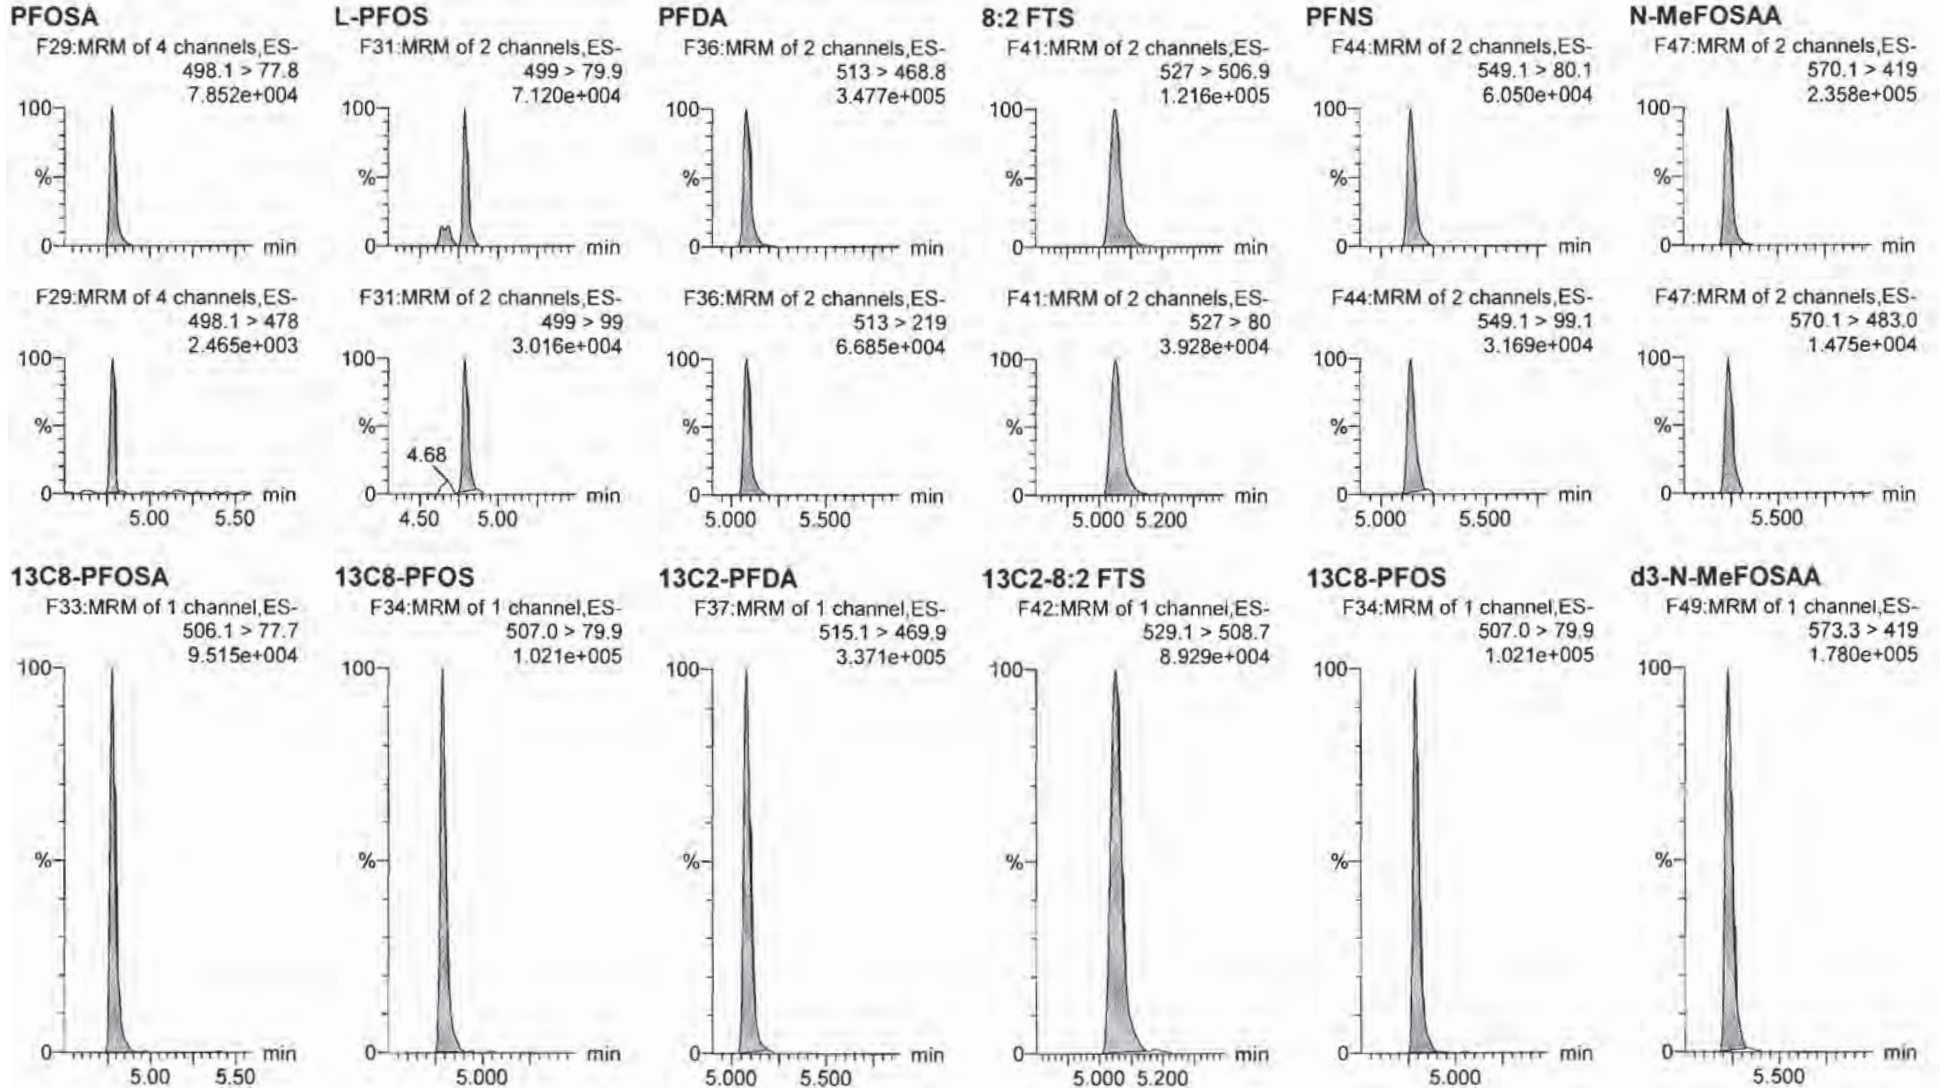 PFOSA
F29:MRM of 4 channels,ES-
498.1 > 77.8
7.852e+004
100
%
0
min
L-PFOS
F31:MRM of 2 channels,ES-
499 > 79.9
7.120e+004
100
%
0
min
PFDA
F36:MRM of 2 channels,ES-
513 > 468.8
3.477e+005
100
%
0
min
8:2 FTS
F41:MRM of 2 channels,ES-
527 > 506.9
1.216e+005
100
%
0
min
PFNS
F44:MRM of 2 channels,ES-
549.1 > 80.1
6.050e+004
100
%
0
min
N-MeFOSAA
F47:MRM of 2 channels,ES-
570.1 > 419
2.358e+005
100
%
0
min
F29:MRM of 4 channels,ES-
498.1 > 478
2.465e+003
100
%
0
min
5.00 5.50
F31:MRM of 2 channels,ES-
499 > 99
3.016e+004
100
%
4.68
0
min
4.50 5.00
F36:MRM of 2 channels,ES-
513 > 219
6.685e+004
100
%
0
min
5.000 5.500
F41:MRM of 2 channels,ES-
527 > 80
3.928e+004
100
%
0
min
5.000 5.200
F44:MRM of 2 channels,ES-
549.1 > 99.1
3.169e+004
100
%
0
min
5.000 5.500
F47:MRM of 2 channels,ES-
570.1 > 483.0
1.475e+004
100
%
0
min
5.500
13C8-PFOSA
F33:MRM of 1 channel,ES-
506.1 > 77.7
9.515e+004
100
%
0
min
5.00 5.50
13C8-PFOS
F34:MRM of 1 channel,ES-
507.0 > 79.9
1.021e+005
100
%
0
min
5.000
13C2-PFDA
F37:MRM of 1 channel,ES-
515.1 > 469.9
3.371e+005
100
%
0
min
5.000 5.500
13C2-8:2 FTS
F42:MRM of 1 channel,ES-
529.1 > 508.7
8.929e+004
100
%
0
min
5.000 5.200
13C8-PFOS
F34:MRM of 1 channel,ES-
507.0 > 79.9
1.021e+005
100
%
0
min
5.000
d3-N-MeFOSAA
F49:MRM of 1 channel,ES-
573.3 > 419
1.780e+005
100
%
0
min
5.500